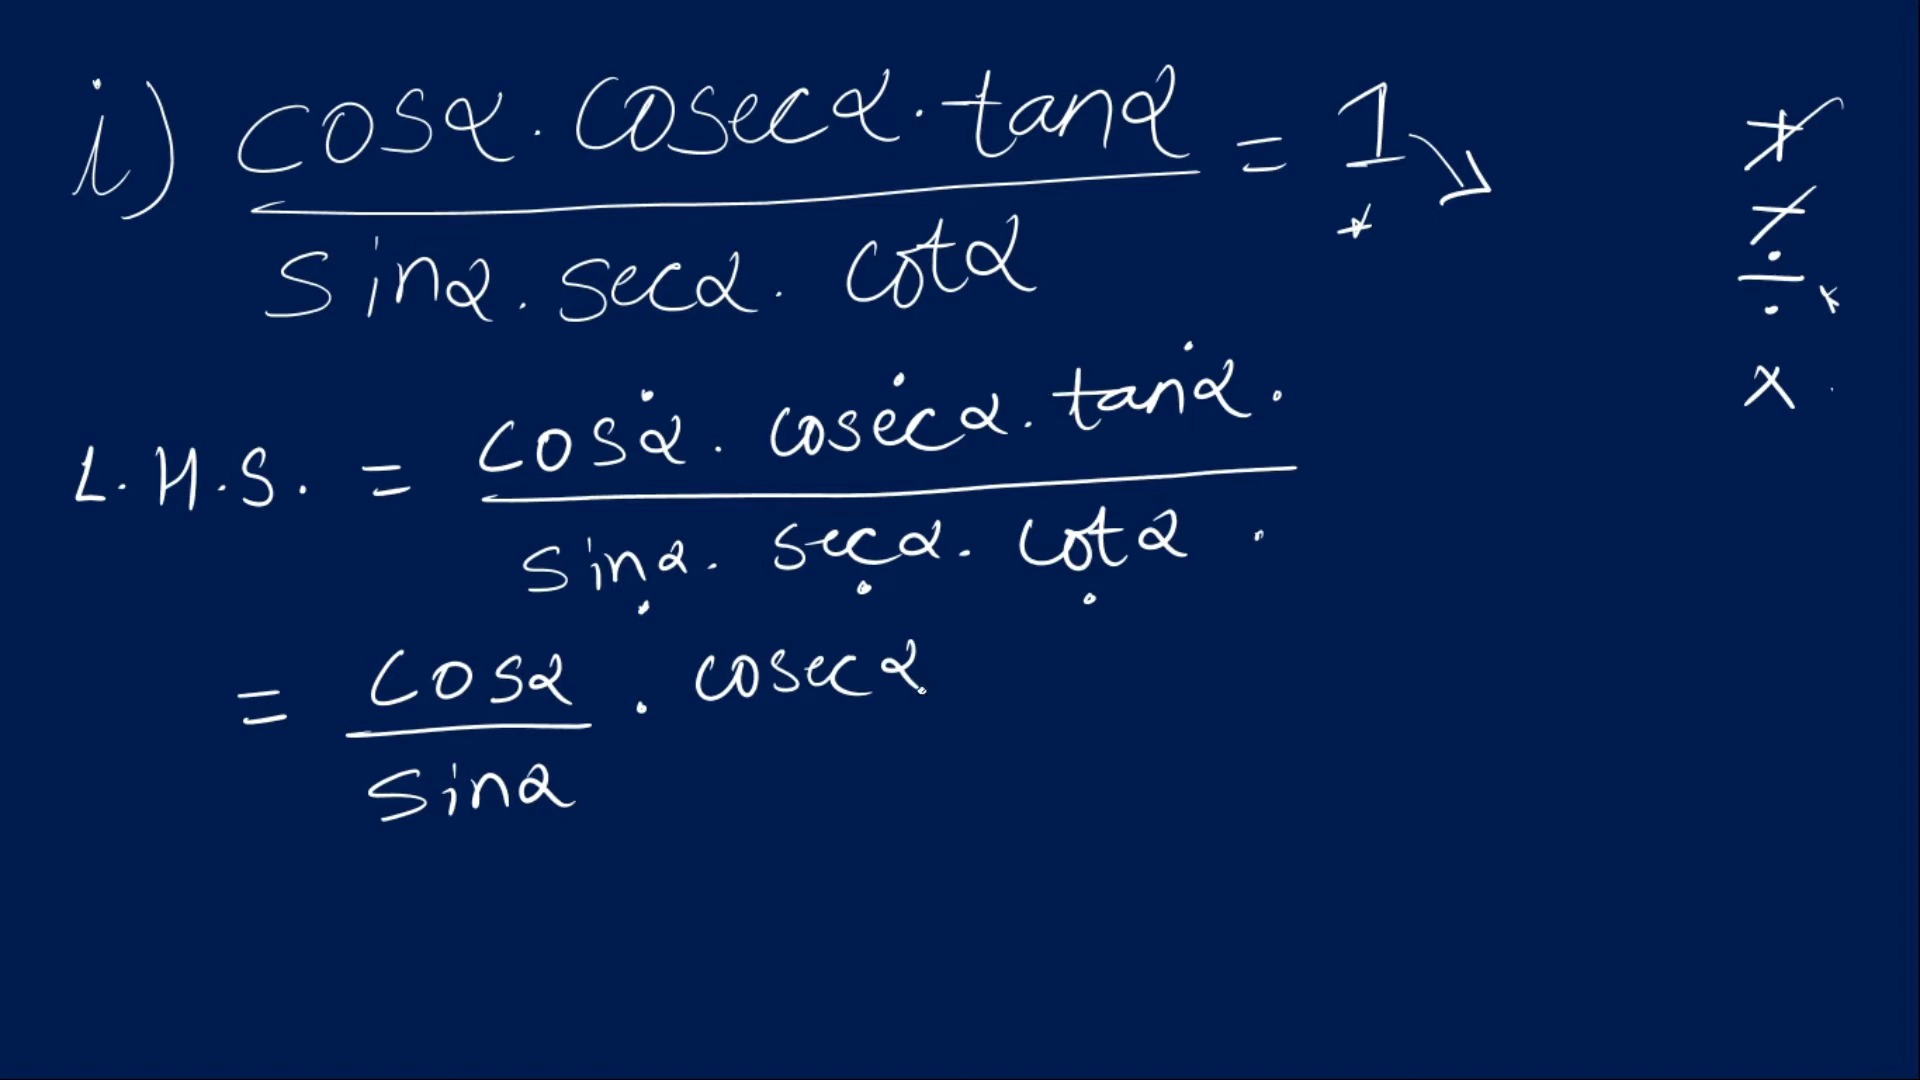 i) cosα . cosecα . tanα = 1
sinα . secα . cotα
+
-
÷
×
L.H.S. = cosα . cosecα . tanα .
sinα . secα . cotα .
= cosα . cosecα
sinα